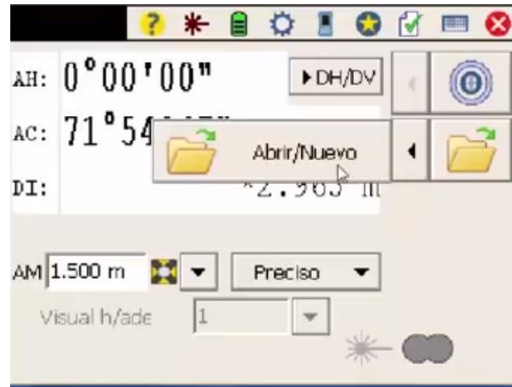 ?
AH: 0°00'00" DH/DV
AC: 71°54
Abrir/Nuevo
DI: m
AM 1.500 m Preciso
Visual h/ade 1